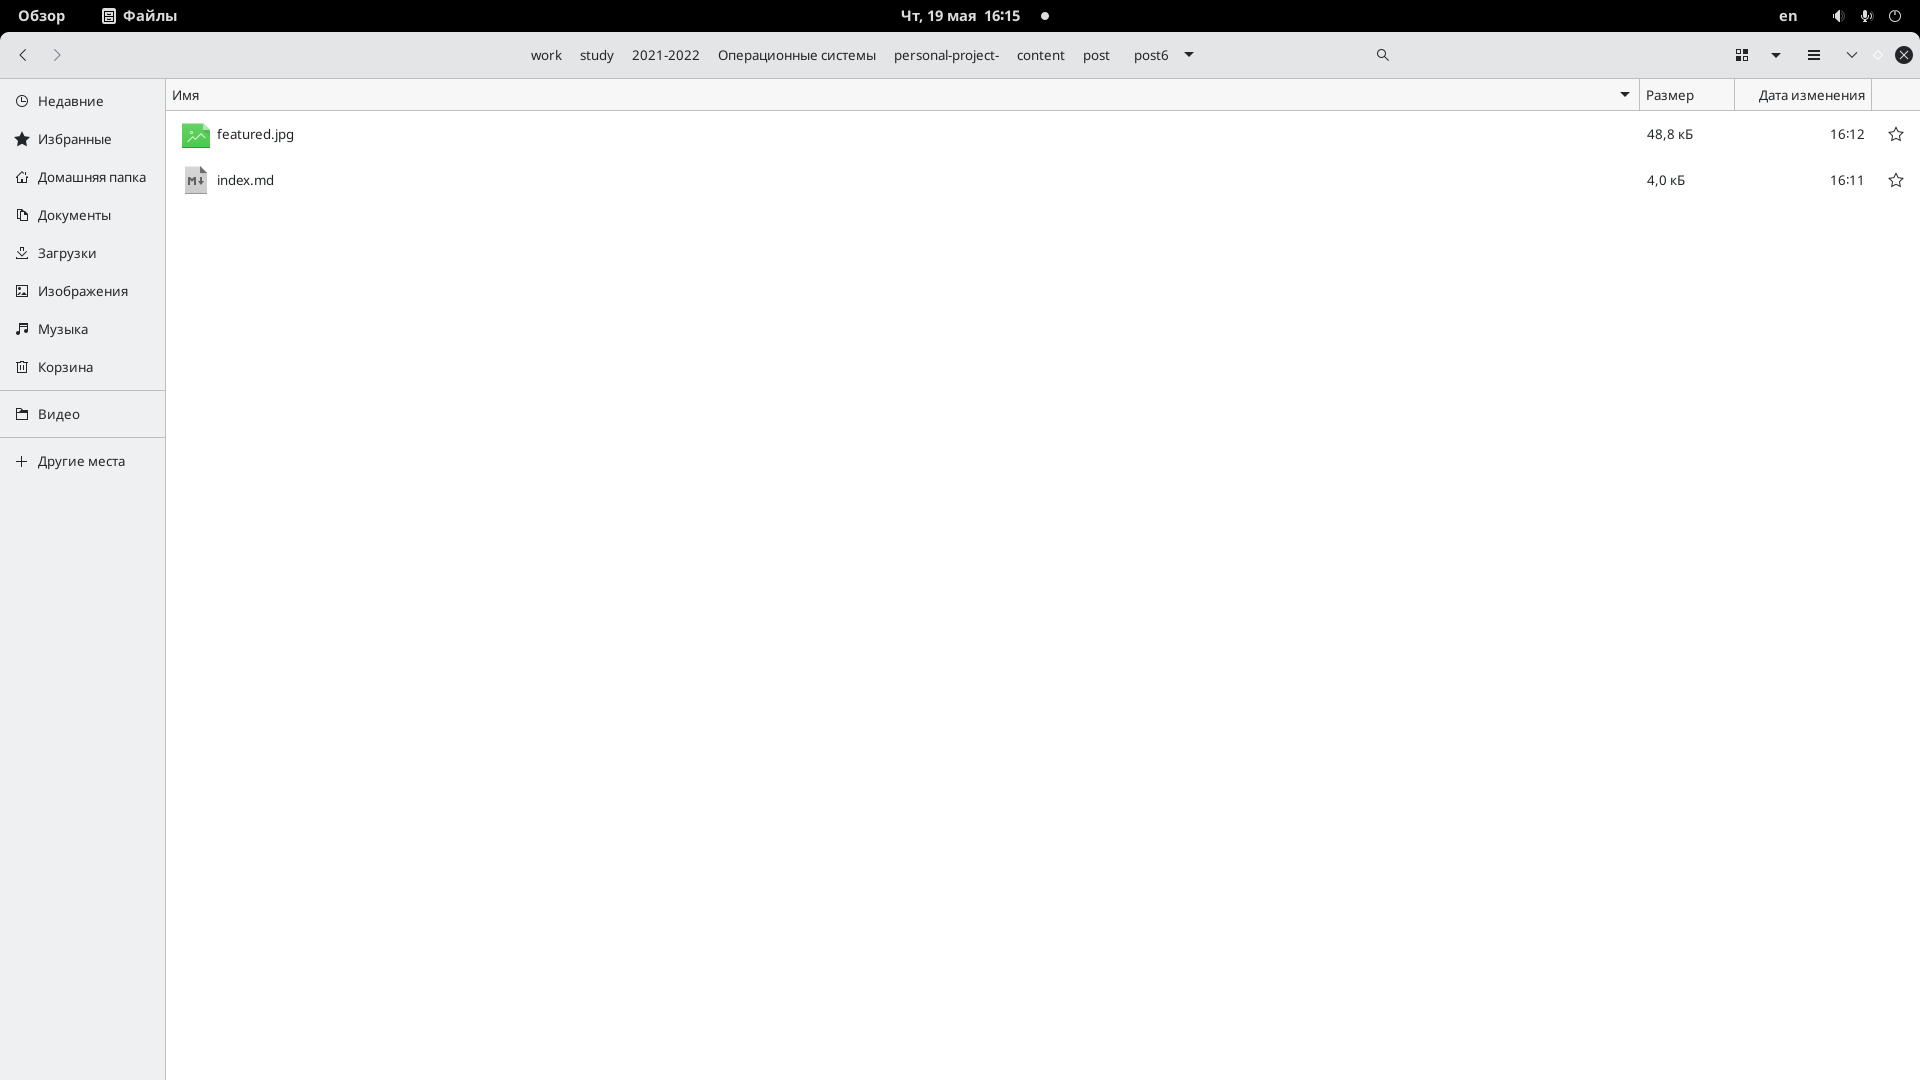 Обзор Файлы Чт, 19 мая 16:15 en
work study 2021-2022 Операционные системы personal-project- content post post6
Недавние
Избранные
Домашняя папка
Документы
Загрузки
Изображения
Музыка
Корзина
Видео
Другие места
Имя Размер Дата изменения
featured.jpg 48,8 кБ 16:12
index.md 4,0 кБ 16:11